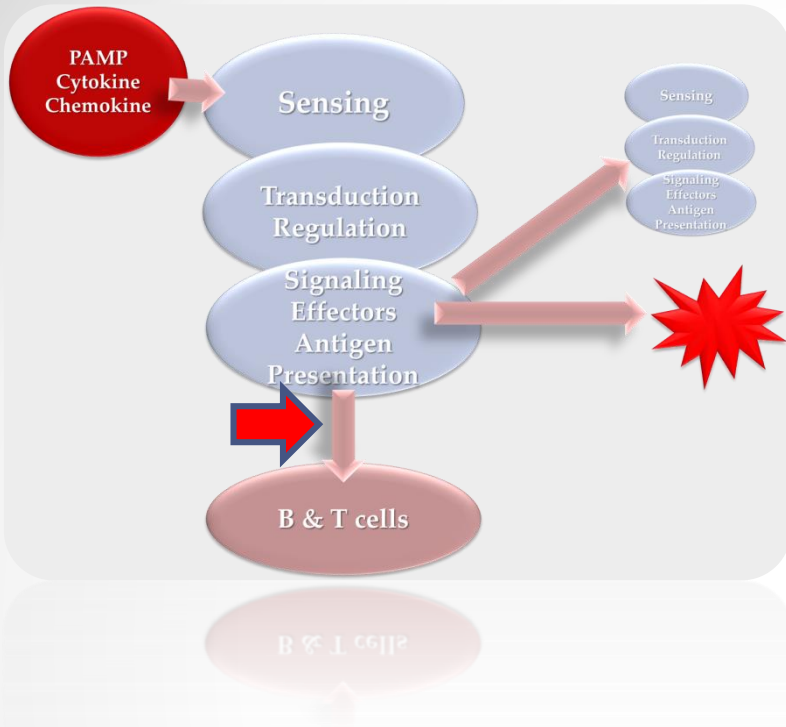 PAMP
Cytokine
Chemokine
Sensing
Transduction
Regulation
Signaling
Effectors
Antigen
Presentation
B & T cells
Sensing
Transduction
Regulation
Signaling
Effectors
Antigen
Presentation